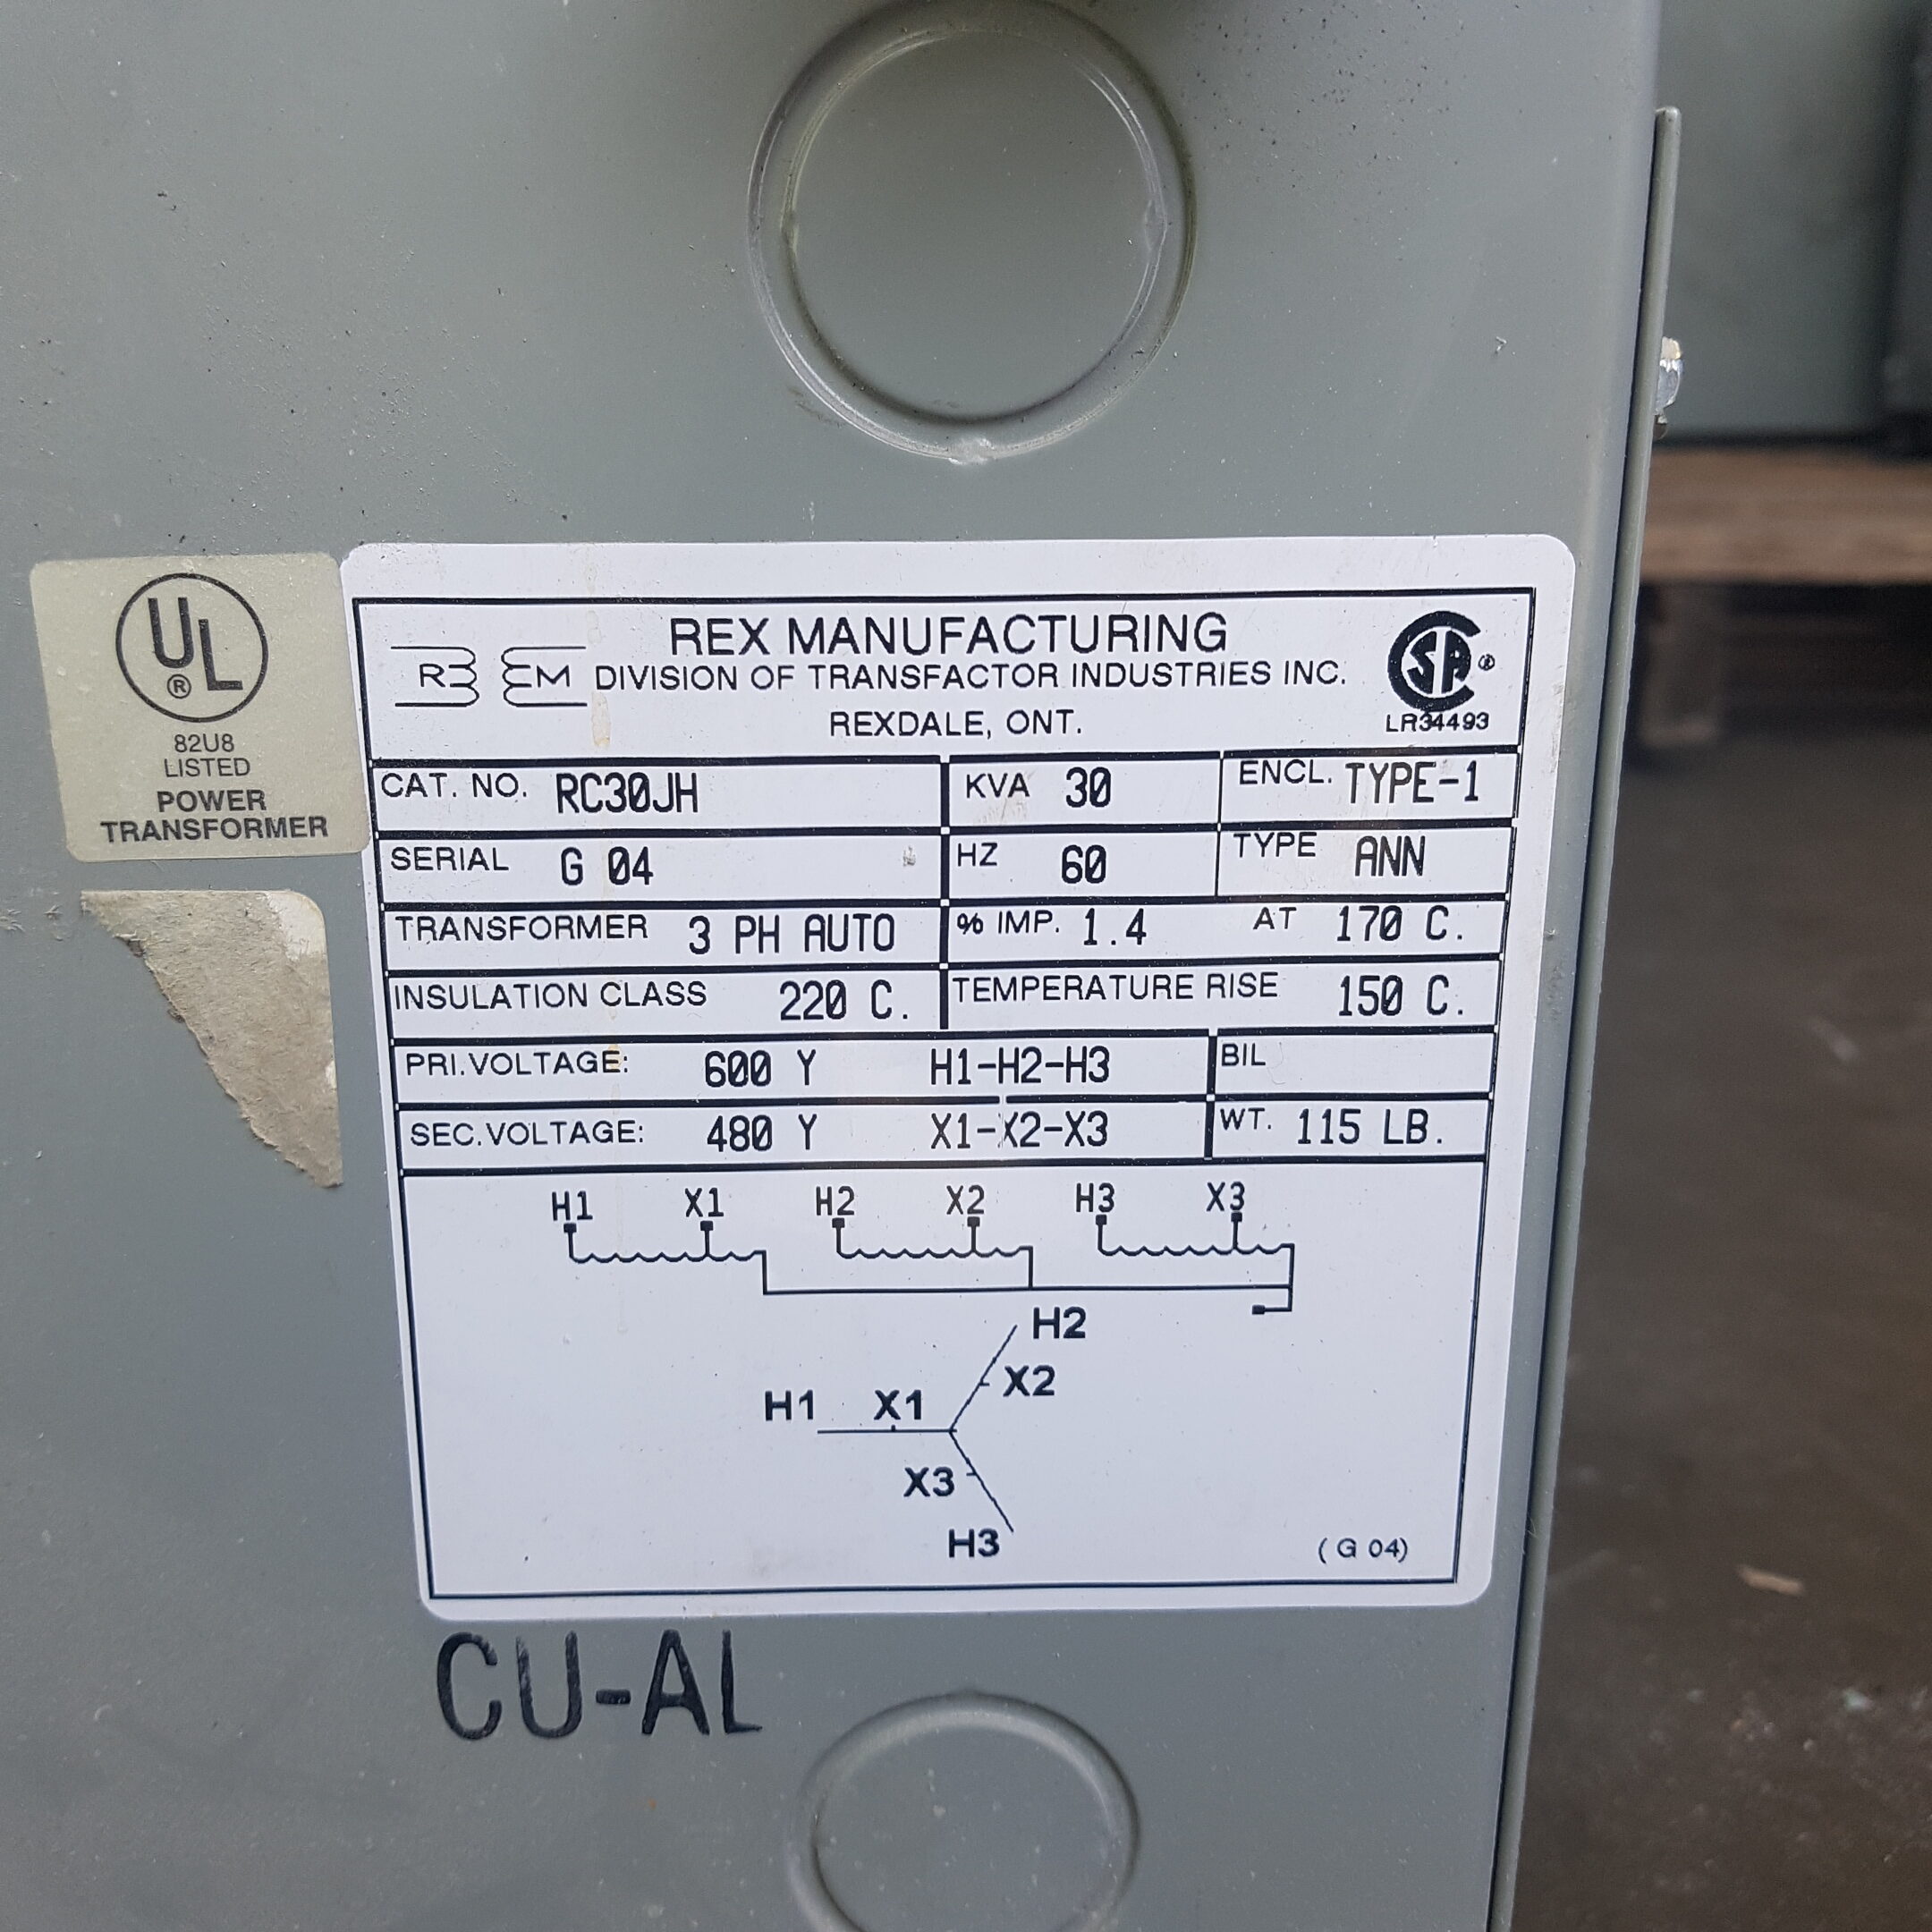 UL
®
82U8
LISTED
POWER
TRANSFORMER
REX MANUFACTURING
R EM DIVISION OF TRANSFACTOR INDUSTRIES INC.
REXDALE, ONT.
SA ®
LR34493
CAT. NO. RC30JH KVA 30 ENCL. TYPE-1
SERIAL G 04 HZ 60 TYPE ANN
TRANSFORMER 3 PH AUTO % IMP. 1.4 AT 170 C.
INSULATION CLASS 220 C. TEMPERATURE RISE 150 C.
PRI.VOLTAGE: 600 Y H1-H2-H3 BIL
SEC.VOLTAGE: 480 Y X1-X2-X3 WT. 115 LB.
H1 X1 H2 X2 H3 X3
H2
X2
H1 X1
X3
H3
(G 04)
CU-AL